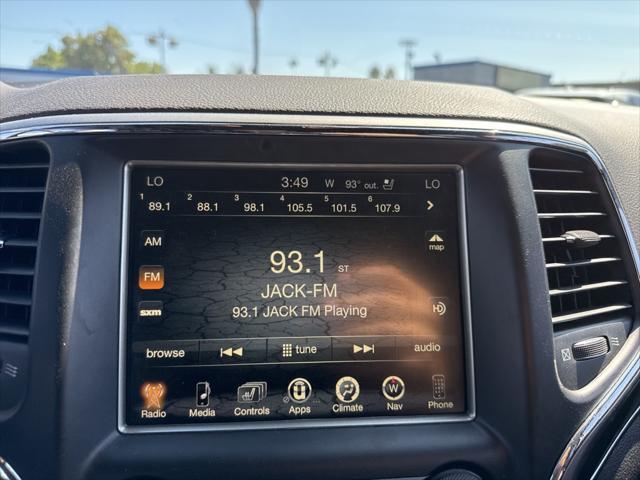 LO 3:49 W 93° out. LO
1 89.1 2 88.1 3 98.1 4 105.5 5 101.5 6 107.9
AM
map
93.1 ST
FM
JACK-FM
sxm
93.1 JACK FM Playing
browse tune audio
Radio Media Controls Apps Climate Nav Phone